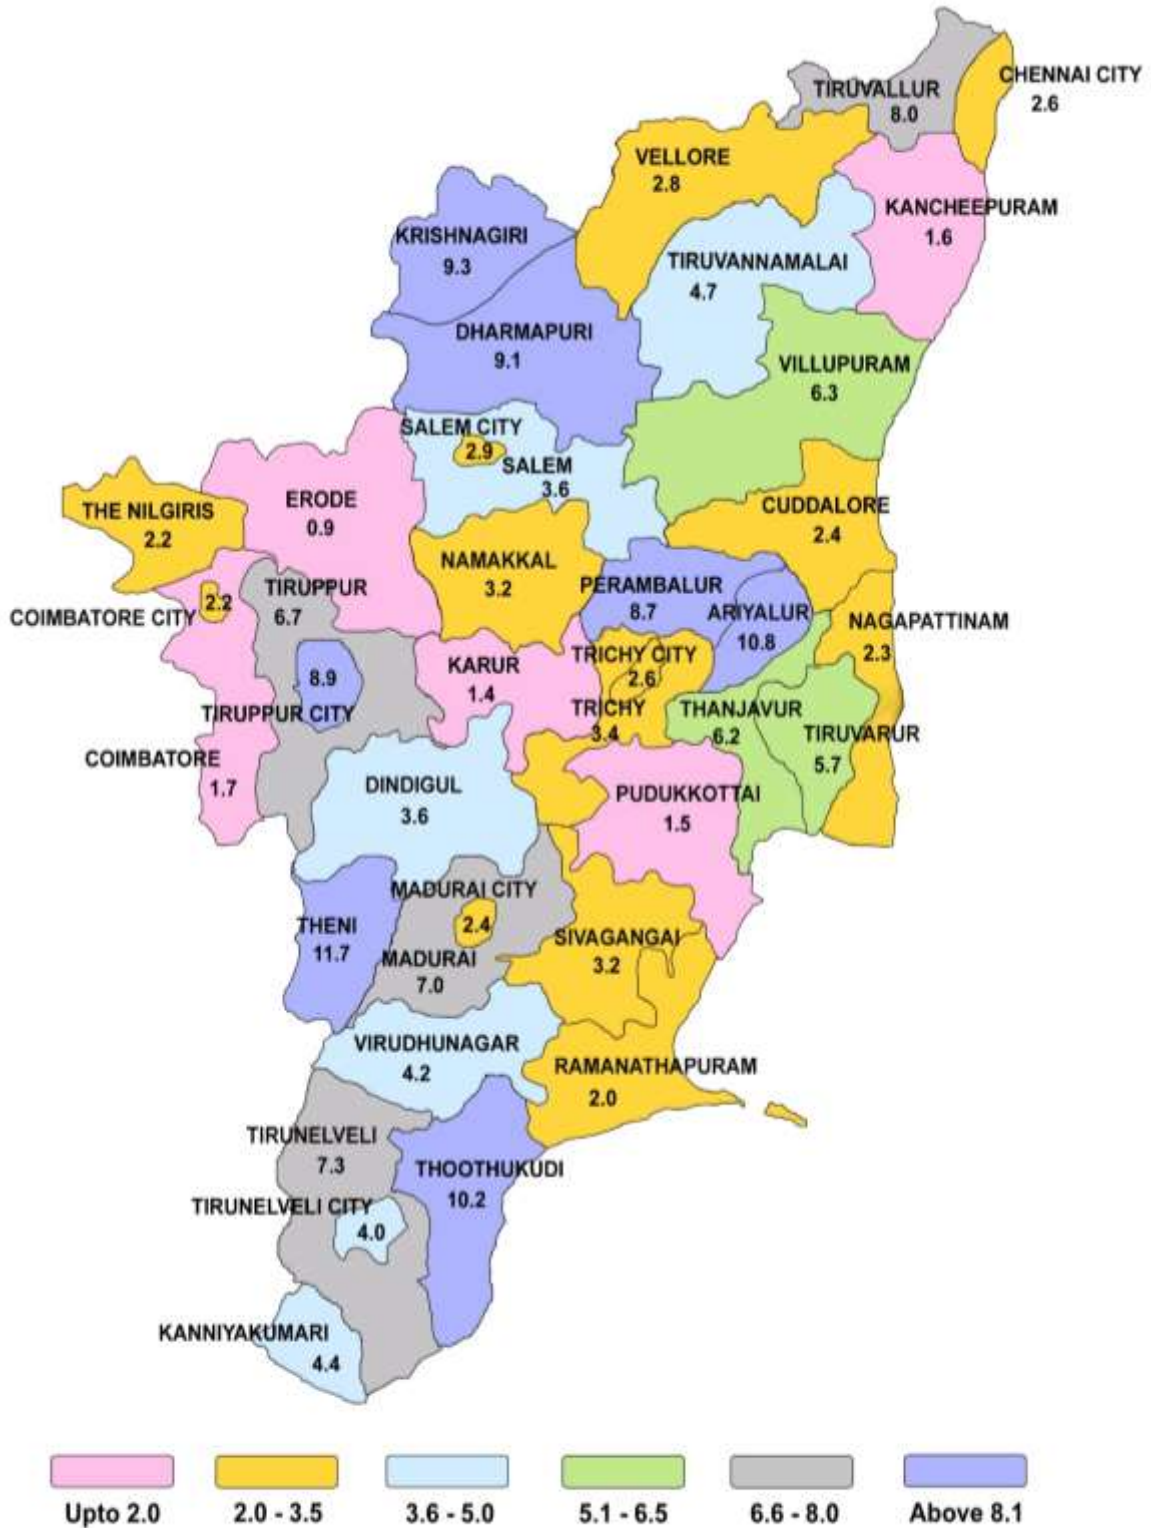 CHENNAI CITY
2.6
TIRUVALLUR
8.0
VELLORE
2.8
KANCHEEPURAM
1.6
KRISHNAGIRI
9.3
TIRUVANNAMALAI
4.7
DHARMAPURI
9.1
VILLUPURAM
6.3
SALEM CITY
2.9
SALEM
3.6
ERODE
0.9
THE NILGIRIS
2.2
CUDDALORE
2.4
NAMAKKAL
3.2
PERAMBALUR
8.7
ARIYALUR
10.8
TIRUPPUR
6.7
COIMBATORE CITY
2.2
NAGAPATTINAM
2.3
TRICHY CITY
2.6
KARUR
1.4
8.9
TIRUPPUR CITY
TRICHY
3.4
THANJAVUR
6.2
TIRUVARUR
5.7
COIMBATORE
1.7
DINDIGUL
3.6
PUDUKKOTTAI
1.5
MADURAI CITY
2.4
THENI
11.7
MADURAI
7.0
SIVAGANGAI
3.2
VIRUDHUNAGAR
4.2
RAMANATHAPURAM
2.0
TIRUNELVELI
7.3
THOOTHUKUDI
10.2
TIRUNELVELI CITY
4.0
KANNIYAKUMARI
4.4
Upto 2.0
2.0 - 3.5
3.6 - 5.0
5.1 - 6.5
6.6 - 8.0
Above 8.1